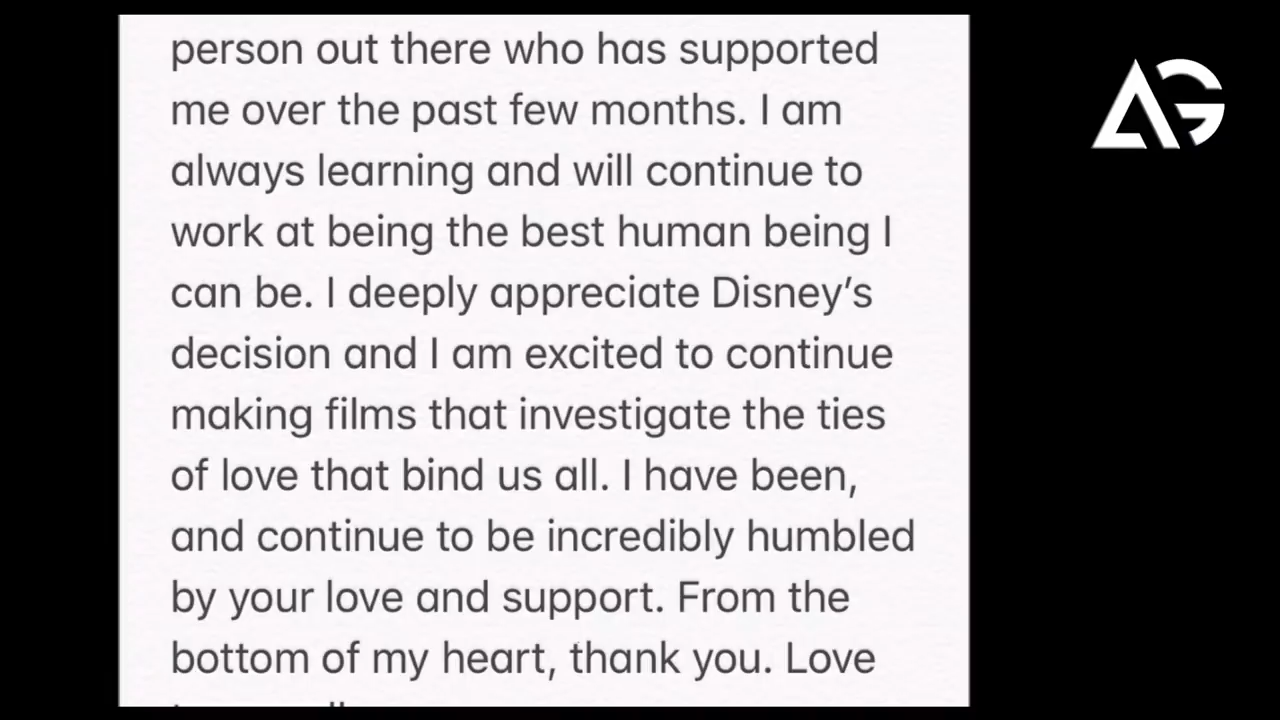 person out there who has supported
me over the past few months. I am
always learning and will continue to
work at being the best human being I
can be. I deeply appreciate Disney’s
decision and I am excited to continue
making films that investigate the ties
of love that bind us all. I have been,
and continue to be incredibly humbled
by your love and support. From the
bottom of my heart, thank you. Love
AG